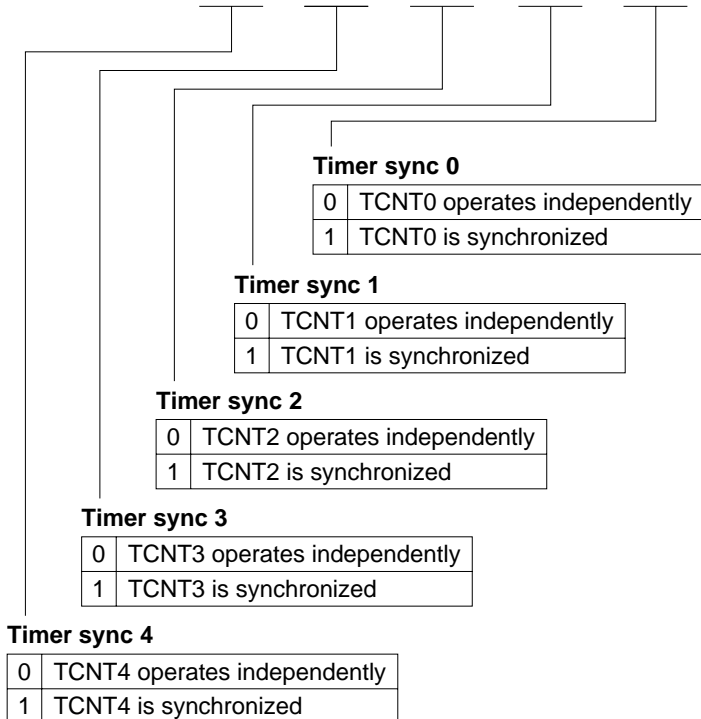 Timer sync 0
0 TCNT0 operates independently
1 TCNT0 is synchronized
Timer sync 1
0 TCNT1 operates independently
1 TCNT1 is synchronized
Timer sync 2
0 TCNT2 operates independently
1 TCNT2 is synchronized
Timer sync 3
0 TCNT3 operates independently
1 TCNT3 is synchronized
Timer sync 4
0 TCNT4 operates independently
1 TCNT4 is synchronized